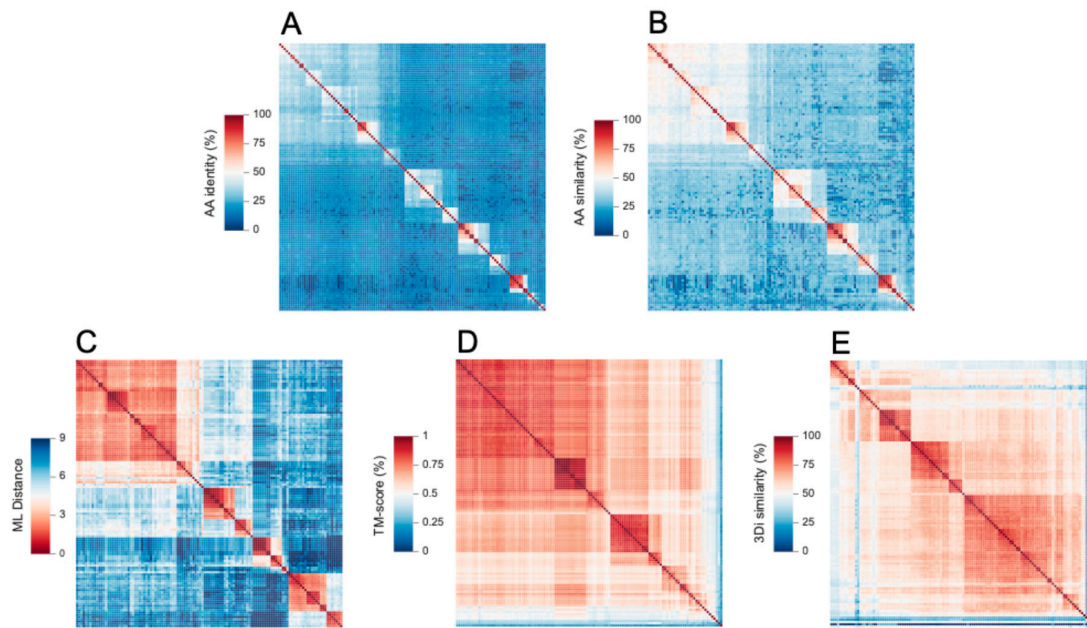 A
AA identity (%)
100
75
50
25
0
B
AA similarity (%)
100
75
50
25
0
C
ML Distance
9
6
3
0
D
TM-score (%)
1
0.75
0.5
0.25
0
E
3Di similarity (%)
100
75
50
25
0